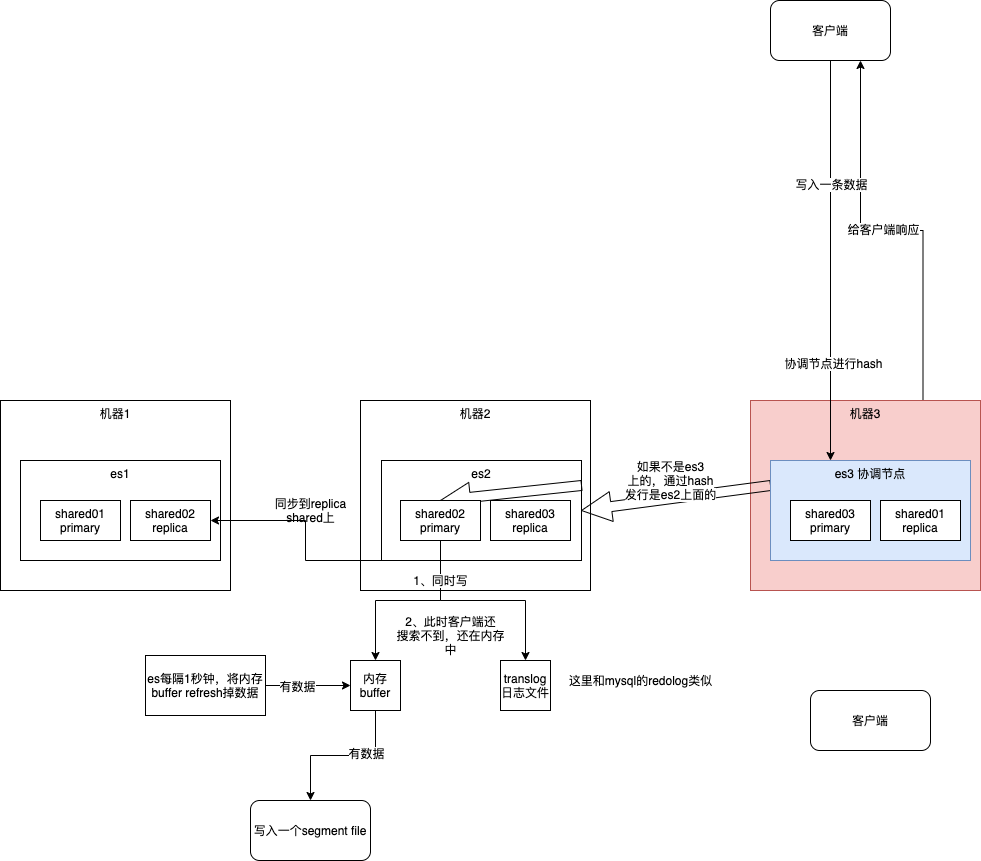 客户端
写入一条数据
给客户端响应
协调节点进行hash
机器1
机器2
机器3
es1
es2
es3 协调节点
如果不是es3
上的，通过hash
发行是es2上面的
shared01
primary
shared02
replica
同步到replica
shared上
shared02
primary
shared03
replica
shared03
primary
shared01
replica
1、同时写
2、此时客户端还
搜索不到，还在内存
中
es每隔1秒钟，将内存
buffer refresh掉数据
有数据
内存
buffer
translog
日志文件
这里和mysql的redolog类似
客户端
有数据
写入一个segment file